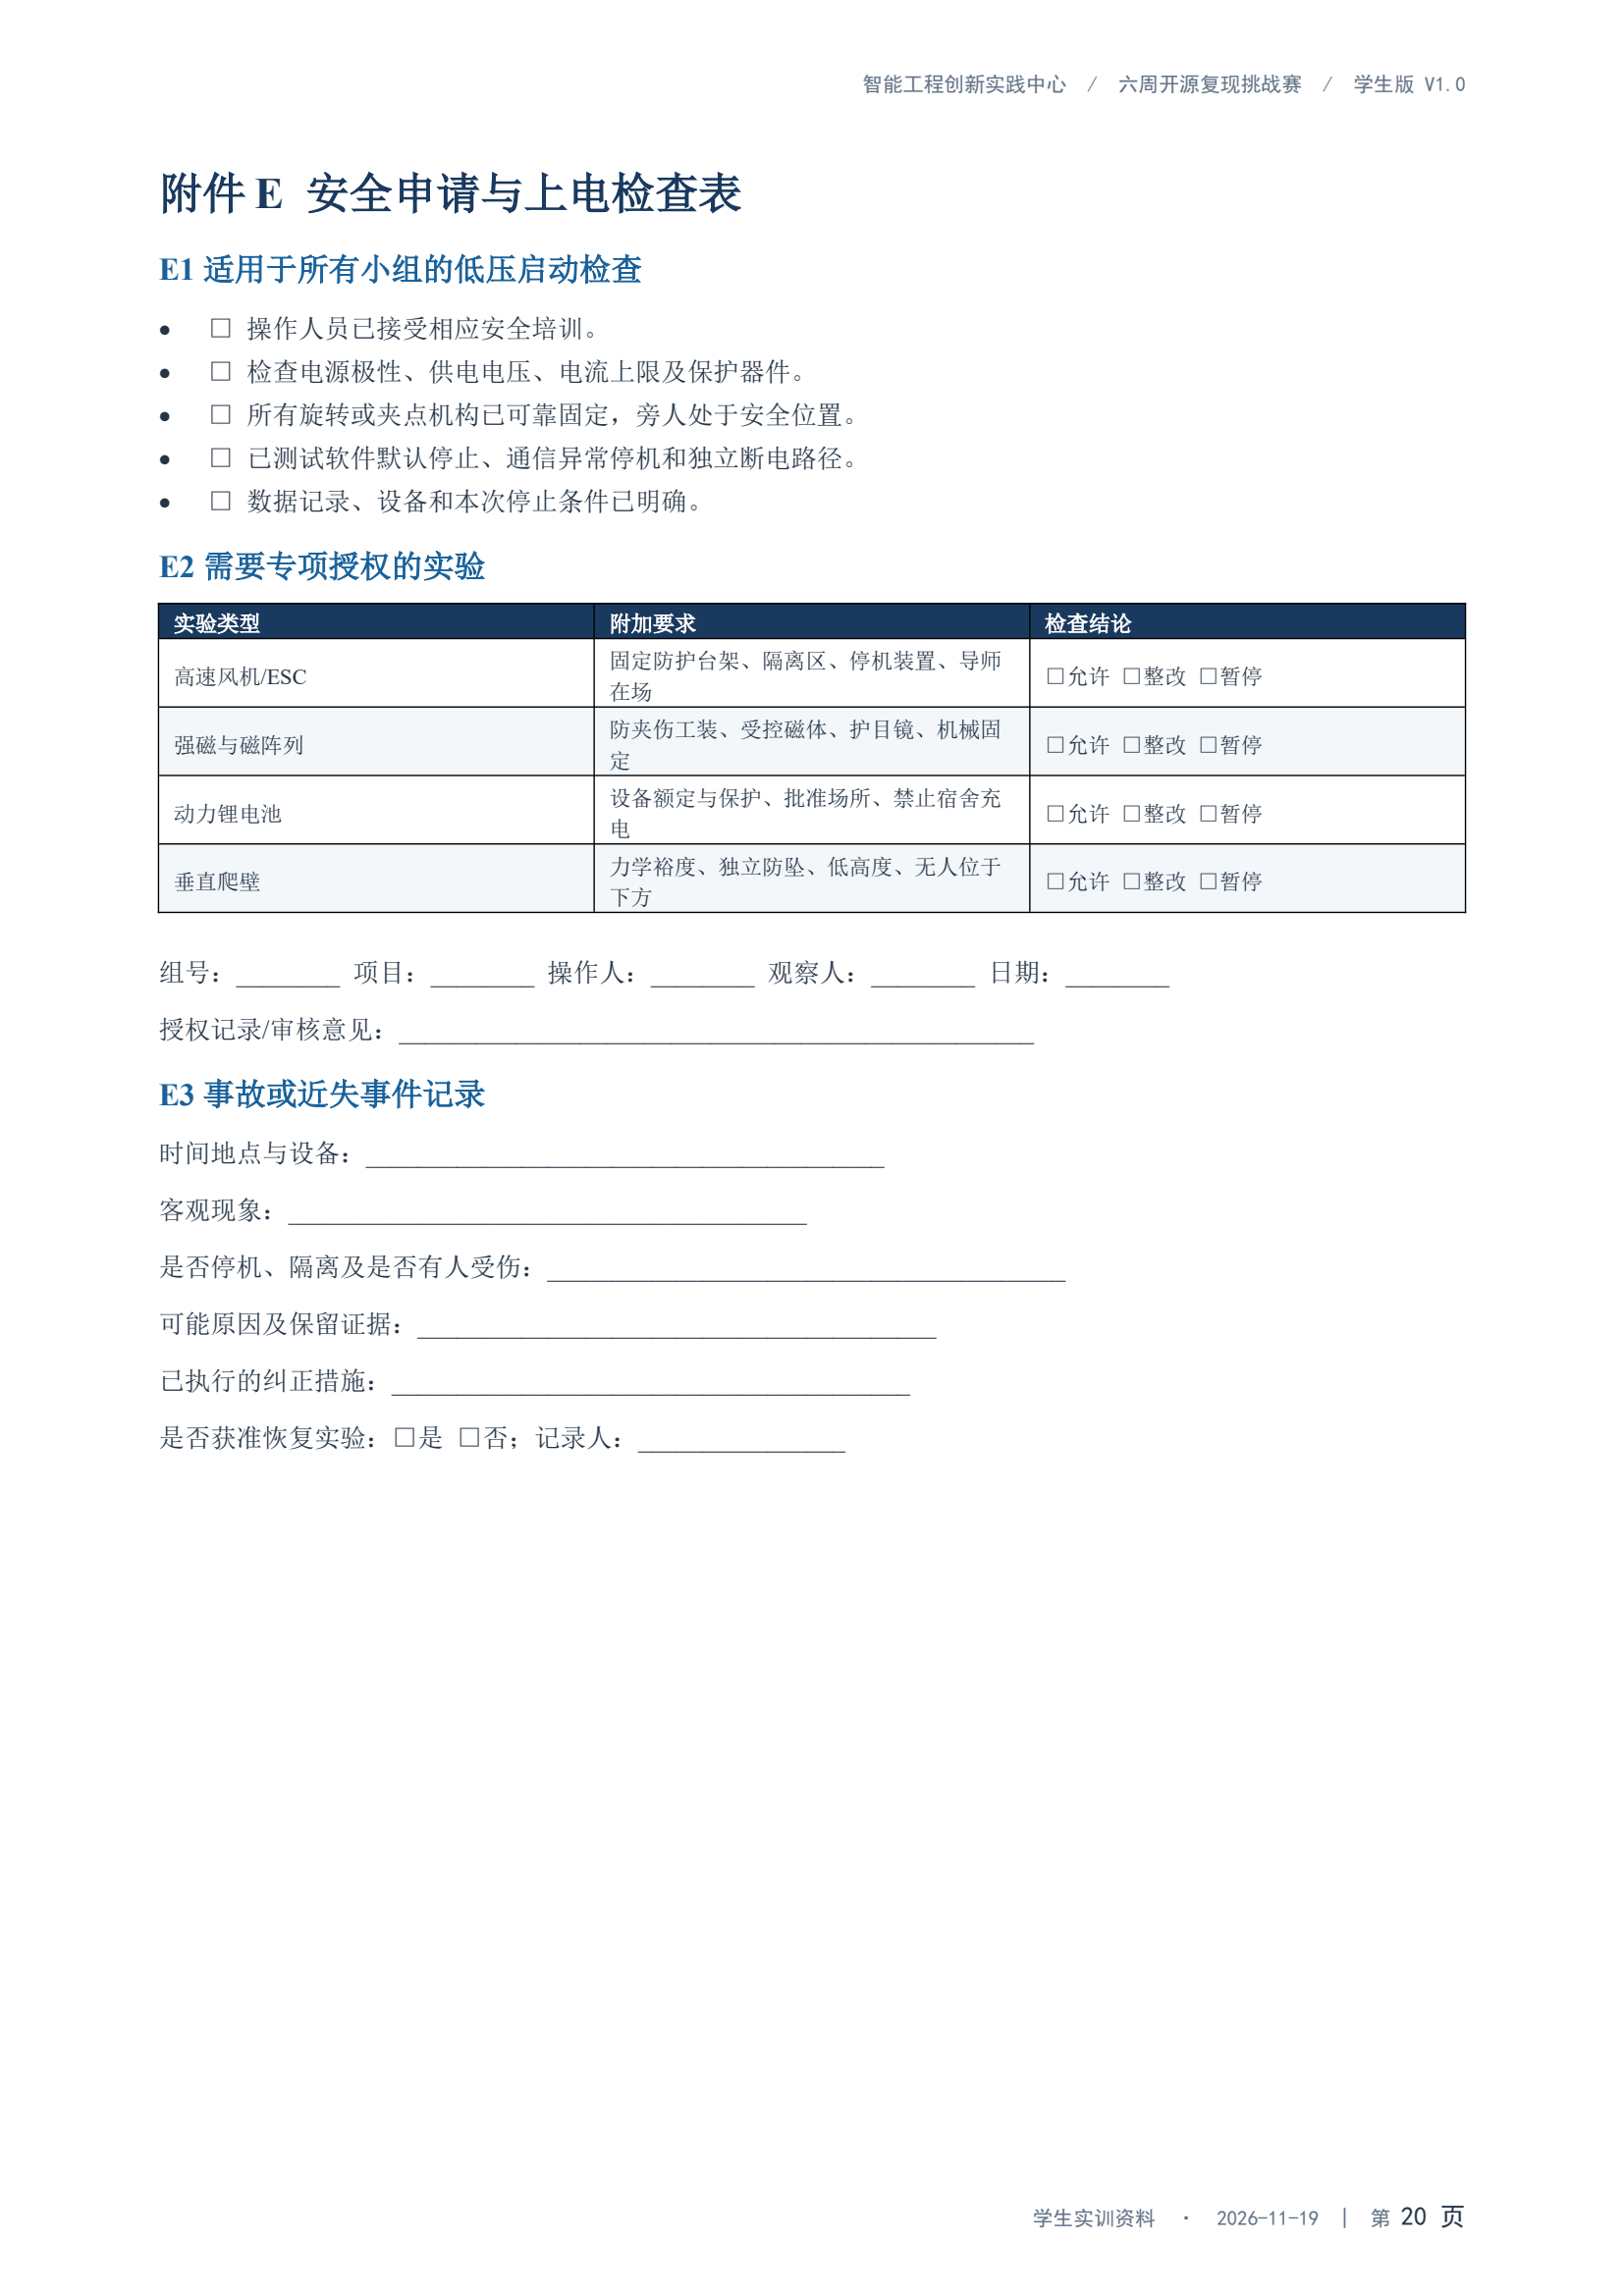 智能工程创新实践中心 / 六周开源复现挑战赛 / 学生版 V1.0
附件 E 安全申请与上电检查表
E1 适用于所有小组的低压启动检查
• ☐ 操作人员已接受相应安全培训。
• ☐ 检查电源极性、供电电压、电流上限及保护器件。
• ☐ 所有旋转或夹点机构已可靠固定，旁人处于安全位置。
• ☐ 已测试软件默认停止、通信异常停机和独立断电路径。
• ☐ 数据记录、设备和本次停止条件已明确。
E2 需要专项授权的实验
实验类型 附加要求 检查结论
高速风机/ESC 固定防护台架、隔离区、停机装置、导师
在场 ☐允许 ☐整改 ☐暂停
强磁与磁阵列 防夹伤工装、受控磁体、护目镜、机械固
定 ☐允许 ☐整改 ☐暂停
动力锂电池 设备额定与保护、批准场所、禁止宿舍充
电 ☐允许 ☐整改 ☐暂停
垂直爬壁 力学裕度、独立防坠、低高度、无人位于
下方 ☐允许 ☐整改 ☐暂停
组号：________ 项目：________ 操作人：________ 观察人：________ 日期：________
授权记录/审核意见：_________________________________________________
E3 事故或近失事件记录
时间地点与设备：________________________________________
客观现象：________________________________________
是否停机、隔离及是否有人受伤：________________________________________
可能原因及保留证据：________________________________________
已执行的纠正措施：________________________________________
是否获准恢复实验：☐是 ☐否；记录人：________________
学生实训资料 · 2026-11-19 | 第 20 页